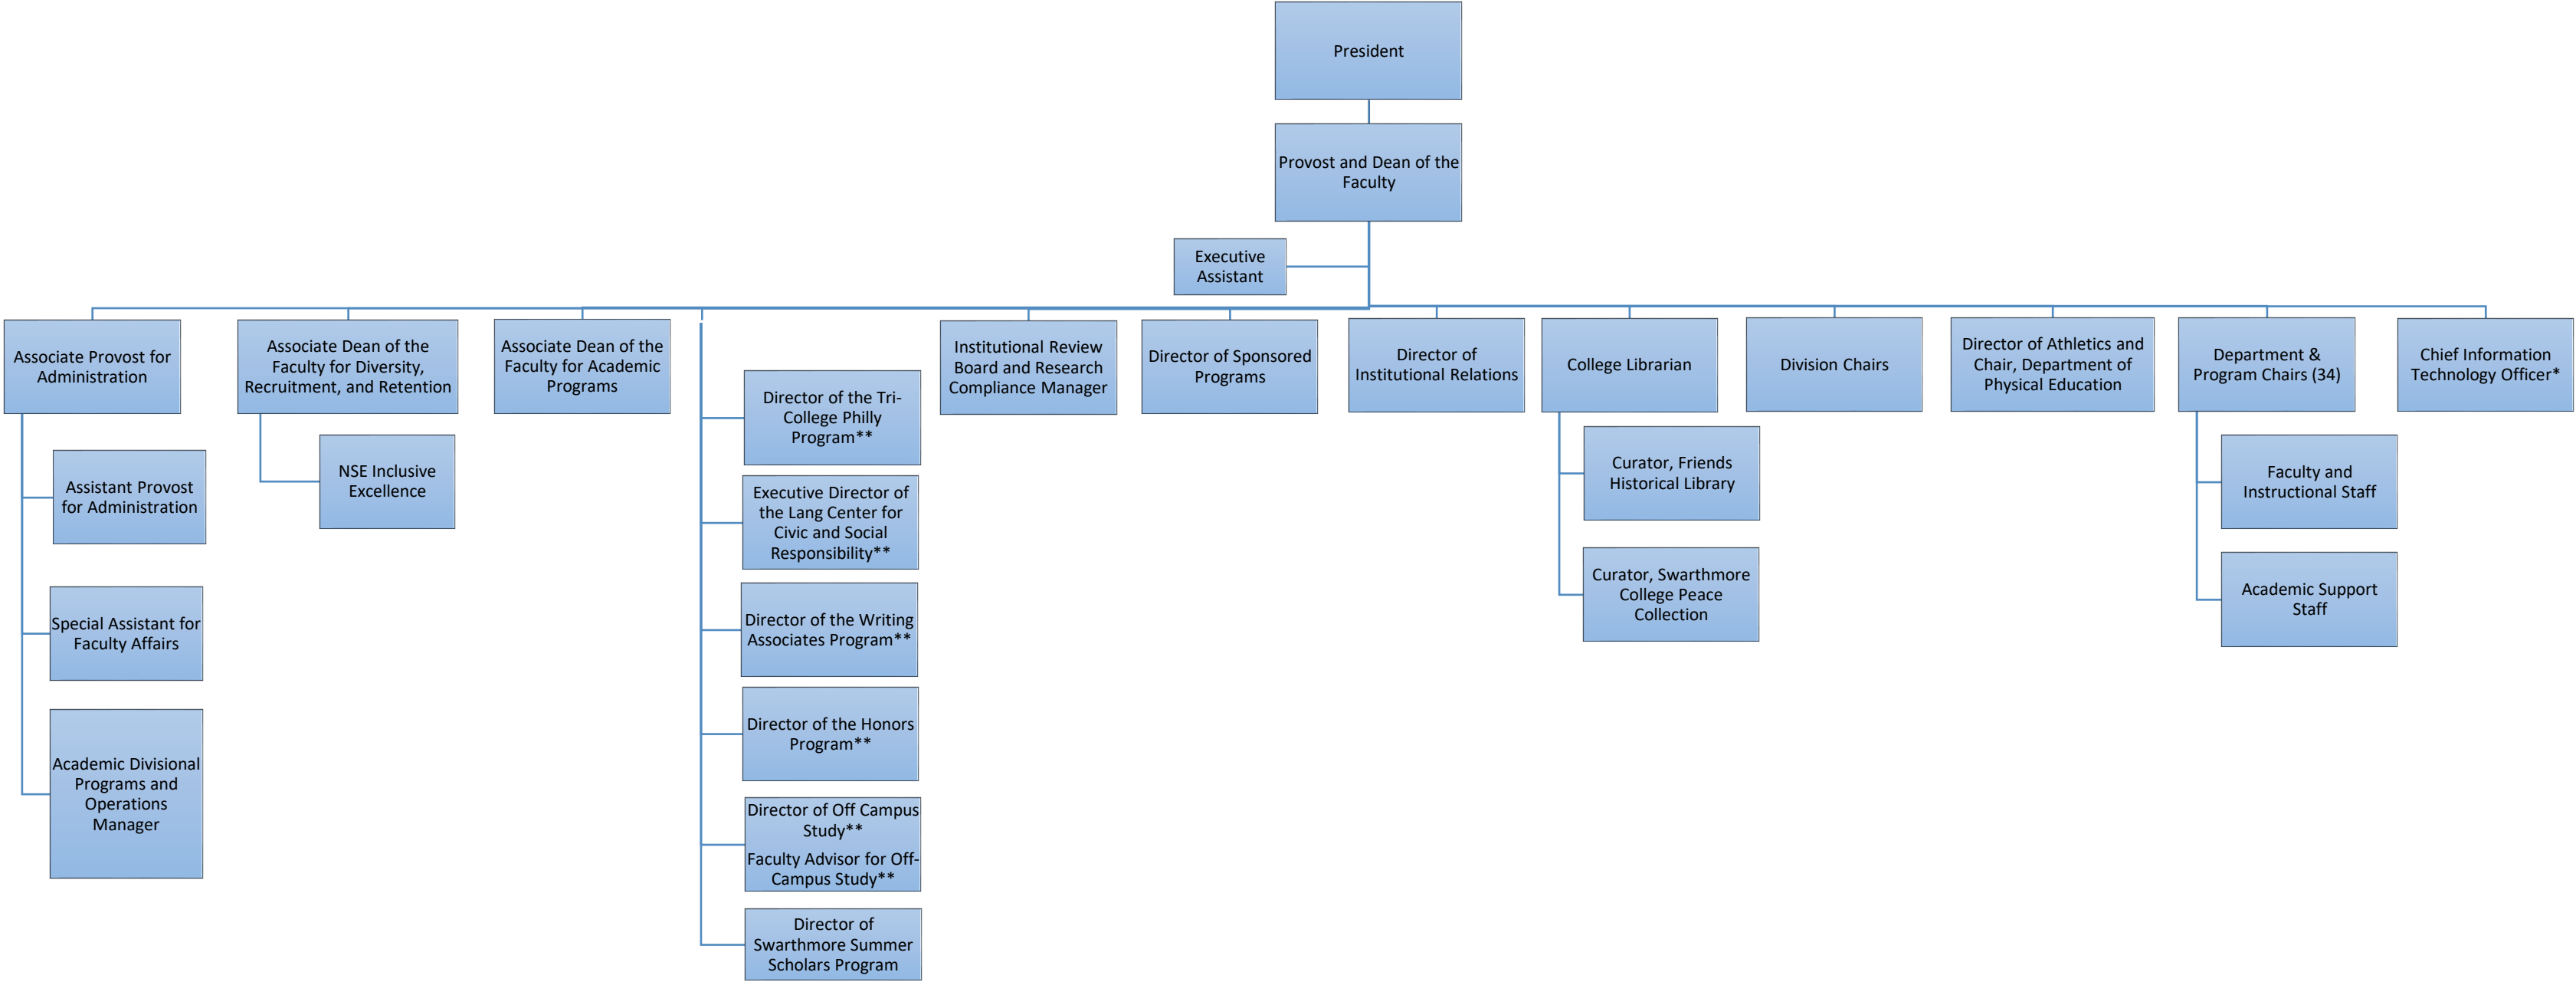 President
Provost and Dean of the
Faculty
Executive
Assistant
Associate Provost for
Administration
Assistant Provost
for Administration
Special Assistant for
Faculty Affairs
Academic Divisional
Programs and
Operations
Manager
Associate Dean of the
Faculty for Diversity,
Recruitment, and Retention
NSE Inclusive
Excellence
Associate Dean of the
Faculty for Academic
Programs
Director of the Tri-
College Philly
Program**
Executive Director of
the Lang Center for
Civic and Social
Responsibility**
Director of the Writing
Associates Program**
Director of the Honors
Program**
Director of Off Campus
Study**
Faculty Advisor for Off-
Campus Study**
Director of
Swarthmore Summer
Scholars Program
Institutional Review
Board and Research
Compliance Manager
Director of Sponsored
Programs
Director of
Institutional Relations
College Librarian
Curator, Friends
Historical Library
Curator, Swarthmore
College Peace
Collection
Division Chairs
Director of Athletics and
Chair, Department of
Physical Education
Department &
Program Chairs (34)
Faculty and
Instructional Staff
Academic Support
Staff
Chief Information
Technology Officer*